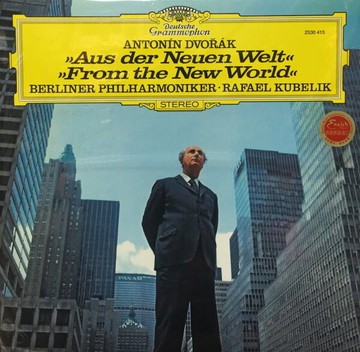 Deutsche
Grammophon
2530 415
ANTONÍN DVOŘÁK
»Aus der Neuen Welt«
»From the New World«
BERLINER PHILHARMONIKER · RAFAEL KUBELIK
STEREO
PAN AM